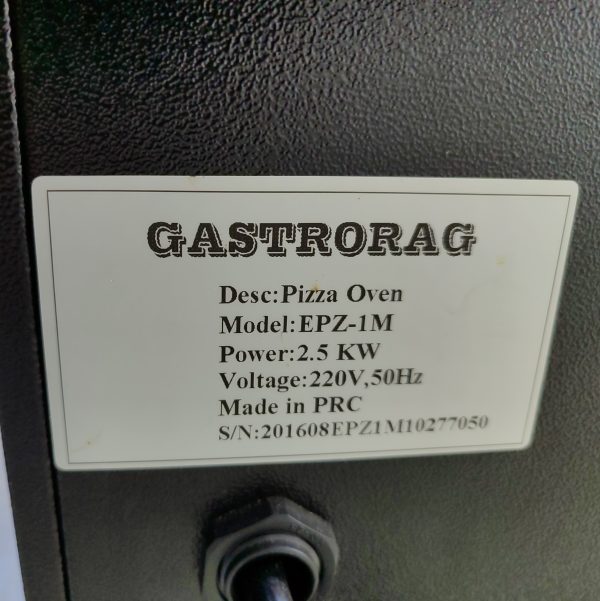 GASTRORAG
Desc:Pizza Oven
Model:EPZ-1M
Power:2.5 KW
Voltage:220V,50Hz
Made in PRC
S/N:201608EPZ1M10277050